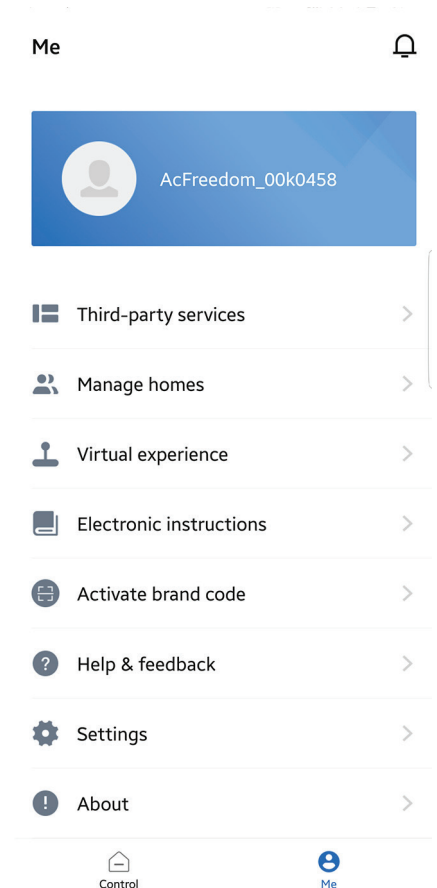 Me
AcFreedom_00k0458
Third-party services
Manage homes
Virtual experience
Electronic instructions
Activate brand code
Help & feedback
Settings
About
Control
Me